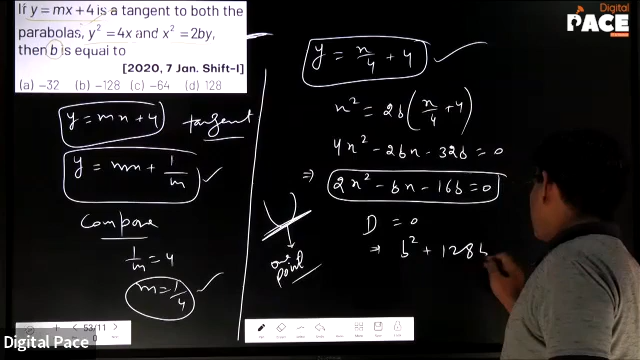 If y = mx + 4 is a tangent to both the
parabolas, y² = 4x and x² = 2by,
then b is equal to
[2020, 7 Jan. Shift-I]
(a) -32 (b) -128 (c) -64 (d) 128
y = mx + 4 tangent
y = mx + 1/m
Compare
1/m = 4
m = 1/4
y = x/4 + 4
x² = 2b(x/4 + 4)
4x² - 2bx - 32b = 0
⇒ 2x² - bx - 16b = 0
one point
D = 0
⇒ b² + 128b
Digital
PACE
53/11
0
Digital Pace